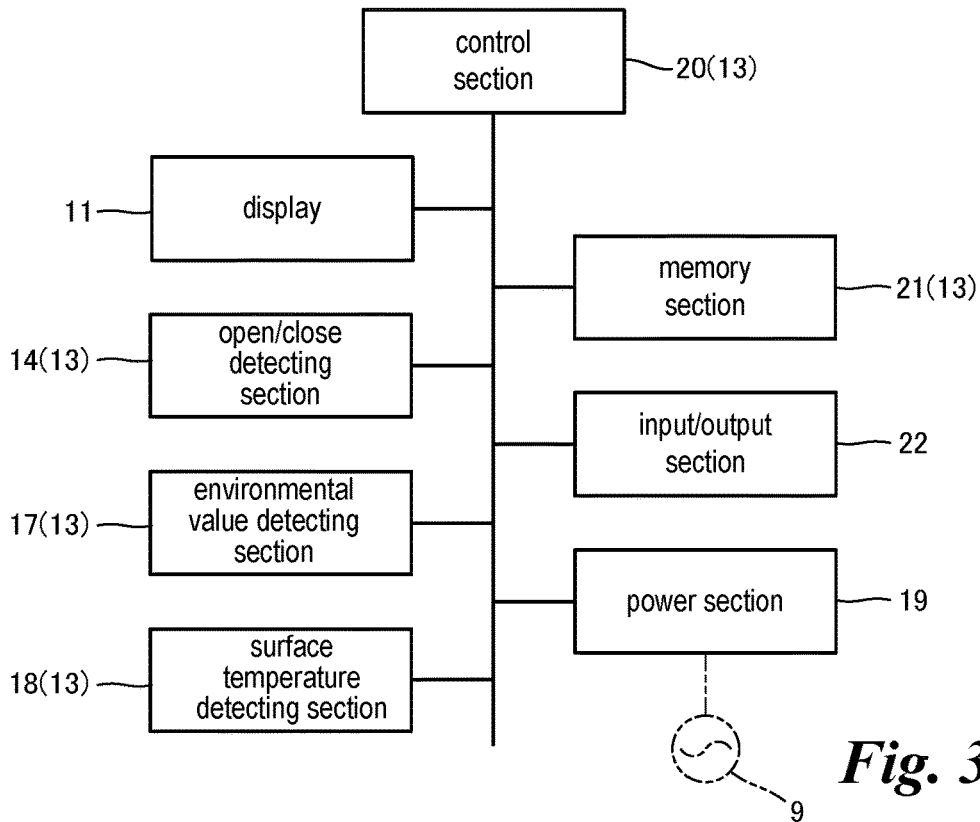 control
section
20(13)
11
display
memory
section
21(13)
14(13)
open/close
detecting
section
input/output
section
22
17(13)
environmental
value detecting
section
power section
19
18(13)
surface
temperature
detecting section
9
Fig. 3